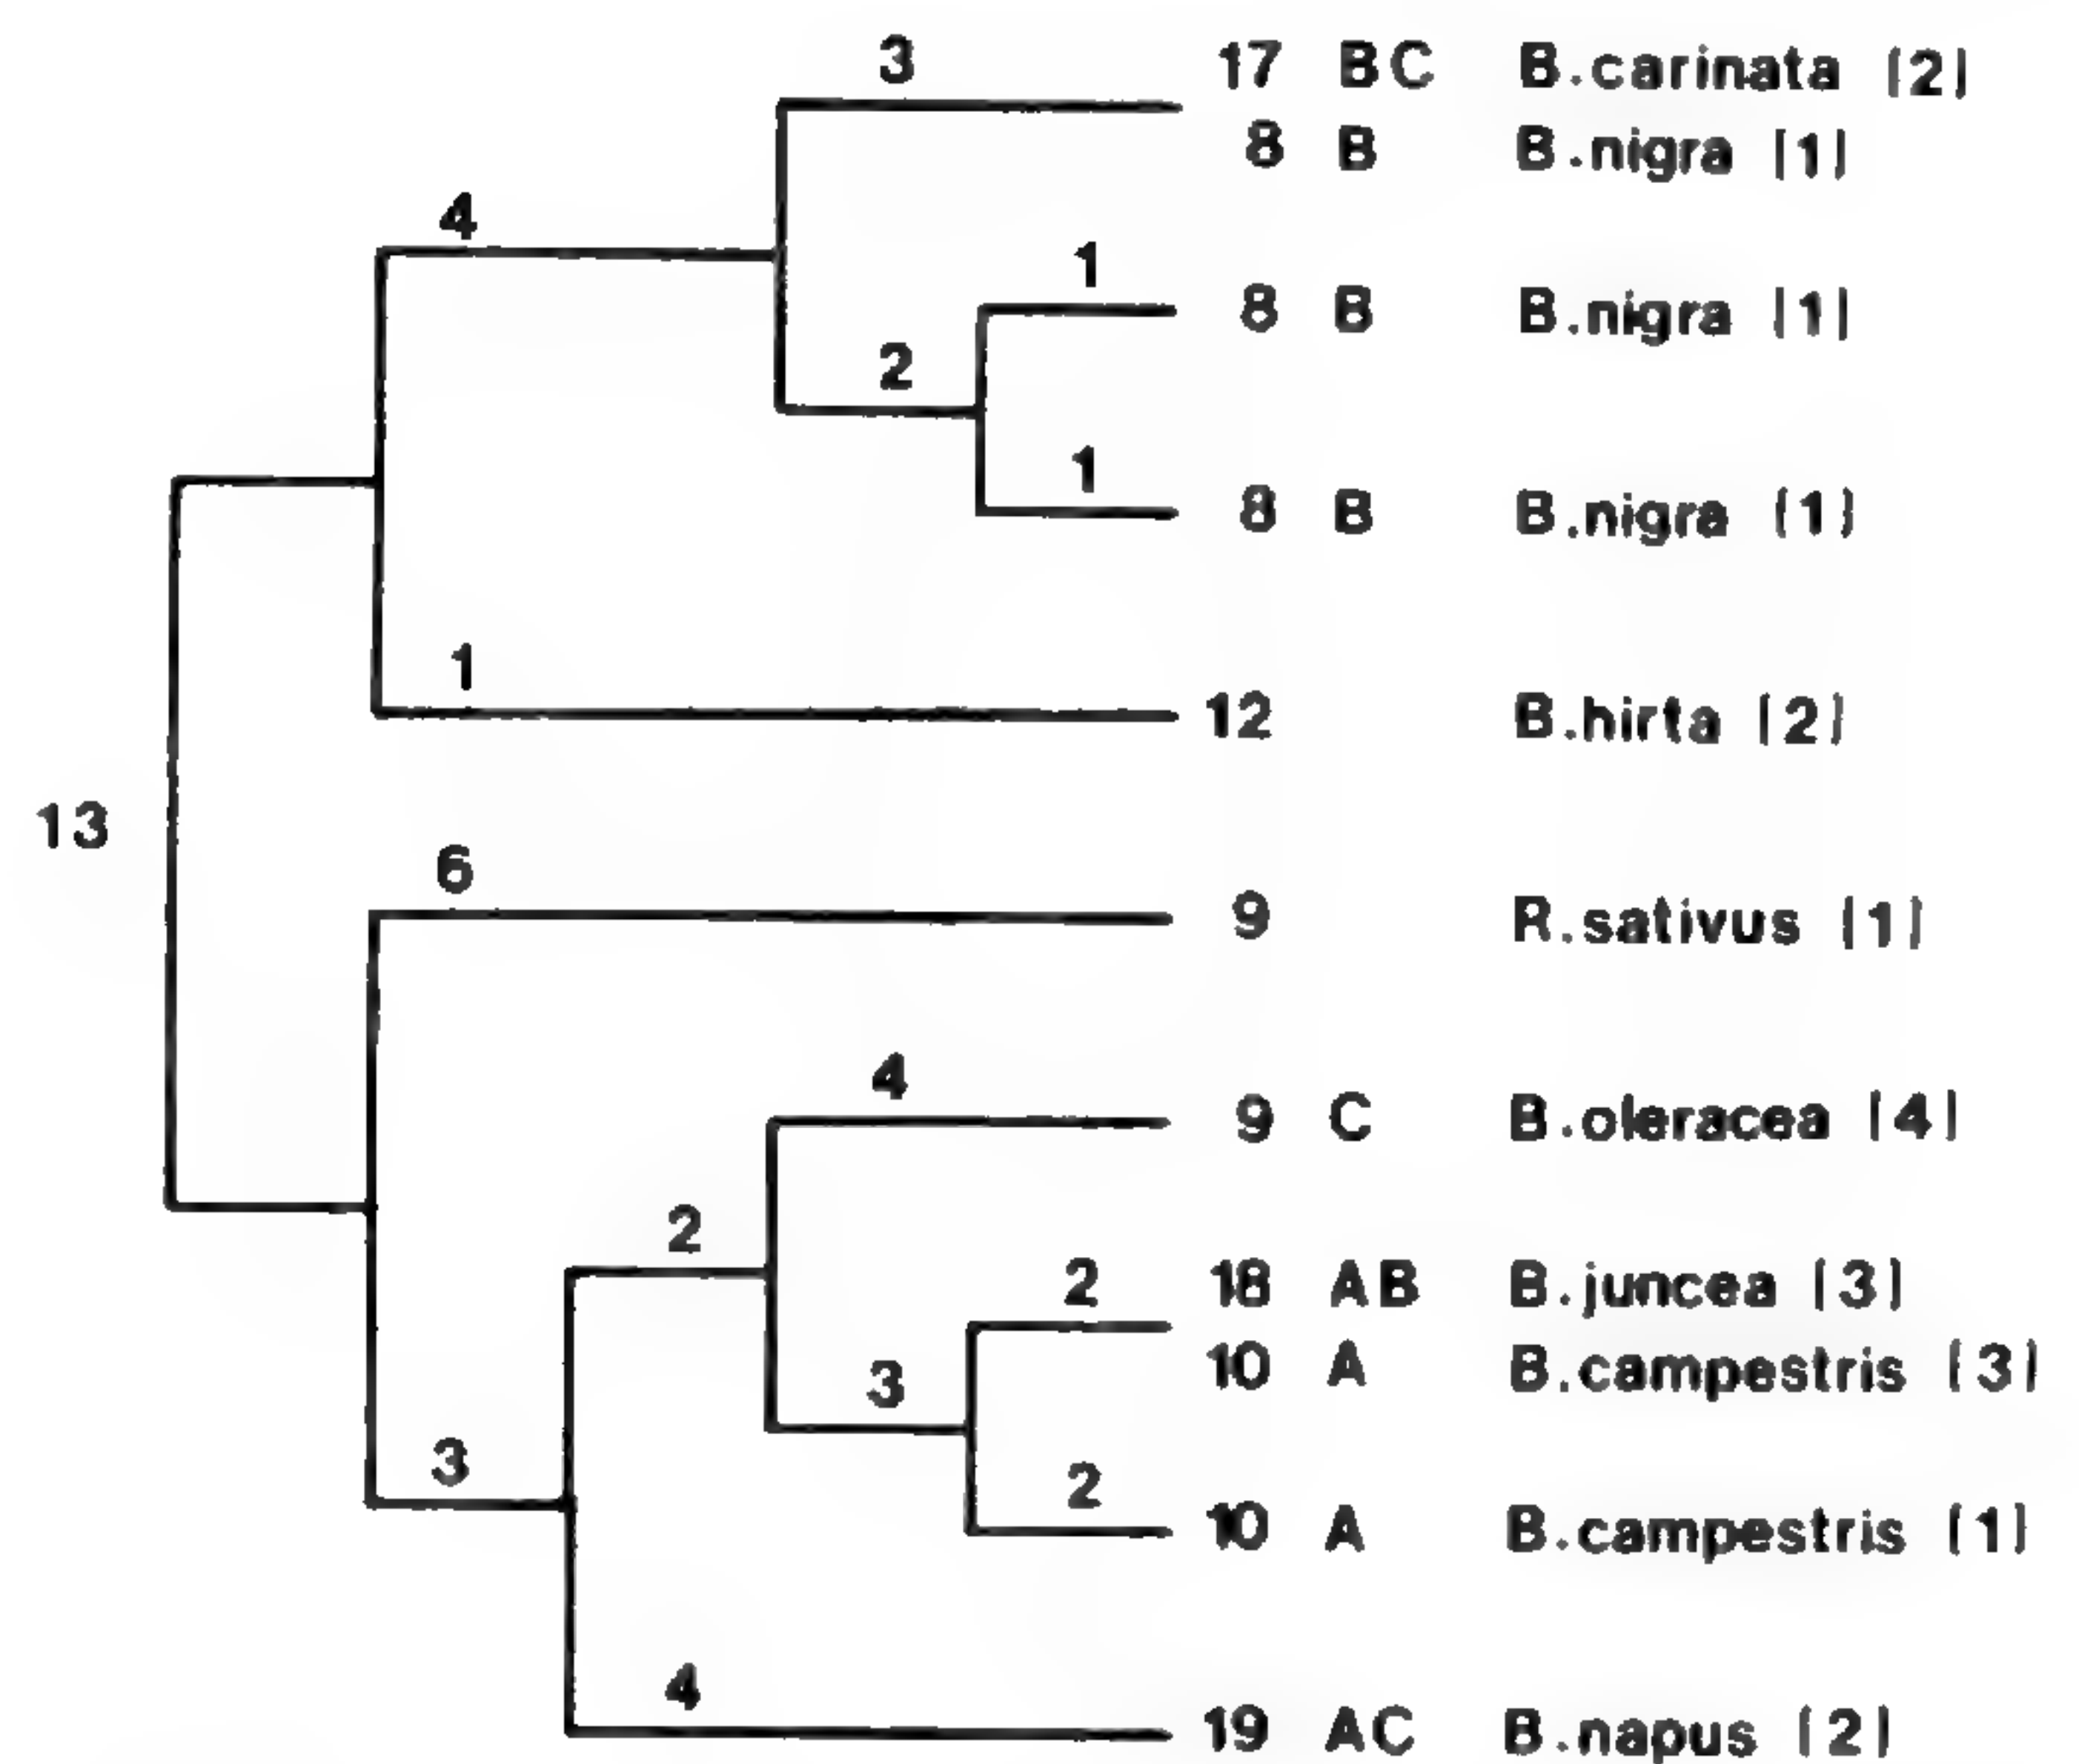 3 17 BC B.carinata [2]
8 B B.nigra [1]
4
1
8 B B.nigra [1]
2
1
8 B B.nigra [1]
1
12 B.hirta [2]
13
6
9 R.sativus [1]
4
9 C B.oleracea [4]
2
2 18 AB B.juncea [3]
10 A B.campestris [3]
3
3
2
10 A B.campestris [1]
4
19 AC B.napus [2]